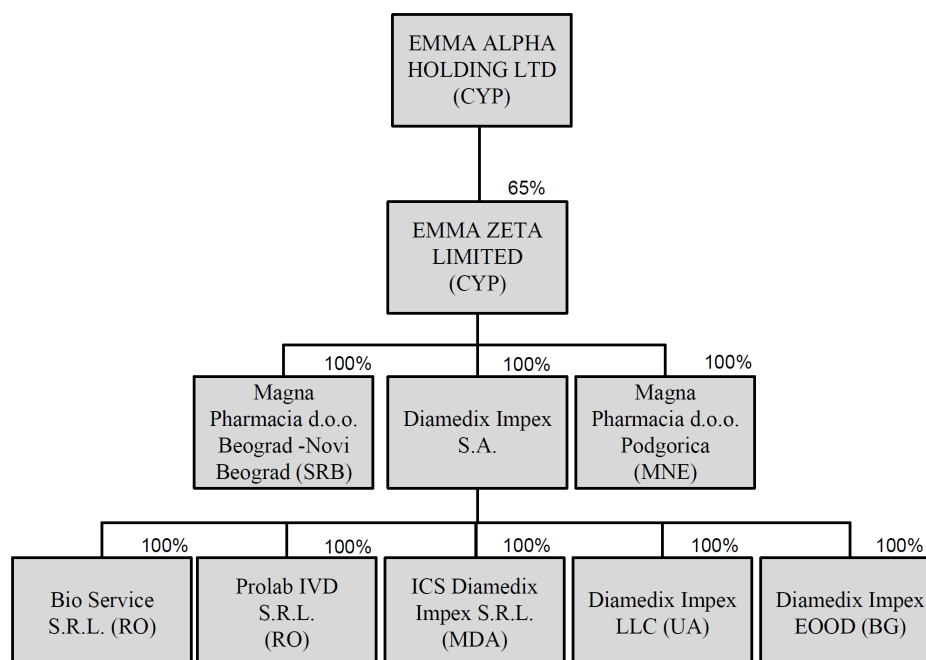 EMMA ALPHA
HOLDING LTD
(CYP)
65%
EMMA ZETA
LIMITED
(CYP)
100%
100%
100%
Magna
Pharmacia d.o.o.
Beograd -Novi
Beograd (SRB)
Diamedix Impex
S.A.
Magna
Pharmacia d.o.o.
Podgorica
(MNE)
100%
100%
100%
100%
100%
Bio Service
S.R.L. (RO)
Prolab IVD
S.R.L.
(RO)
ICS Diamedix
Impex S.R.L.
(MDA)
Diamedix Impex
LLC (UA)
Diamedix Impex
EOOD (BG)